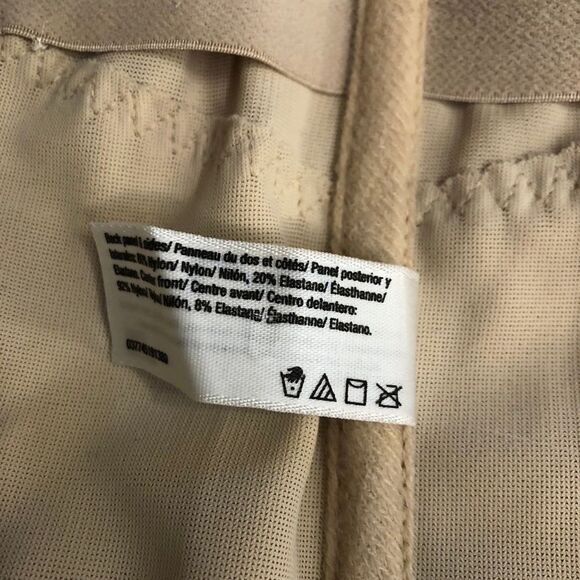 Back panel & sides/ Panneau du dos et côtés/ Panel posterior y
laterales: 80% Nylon/ Nylon/ Nilón, 20% Elastane/ Élasthanne/
Elastano. Center front/ Centre avant/ Centro delantero:
92% Nylon/ Nylon/ Nilón, 8% Elastane/ Élasthanne/ Elastano.